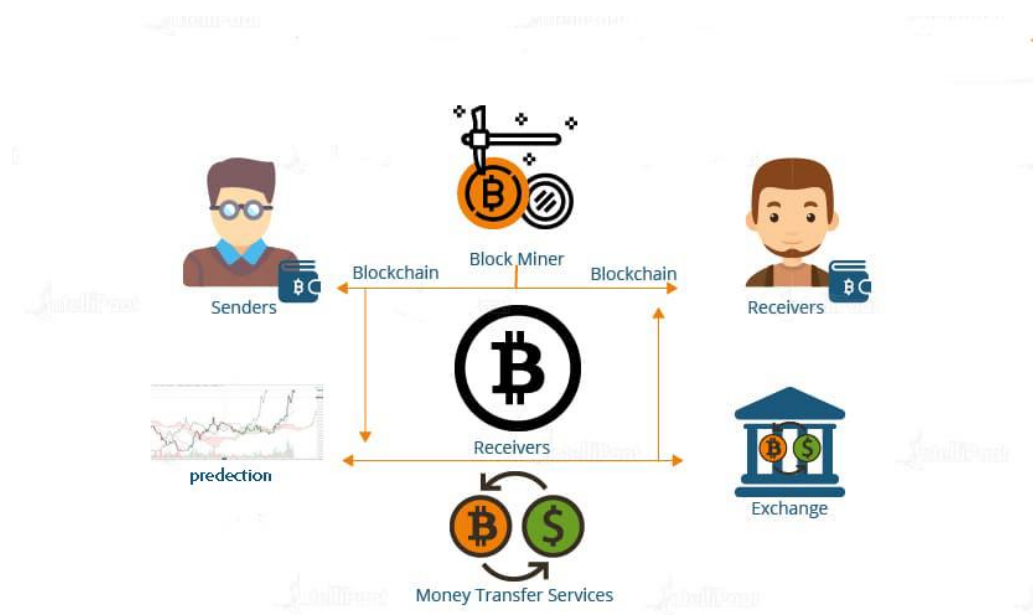 Block Miner
Blockchain
Blockchain
Senders
Receivers
Receivers
predection
Exchange
Money Transfer Services